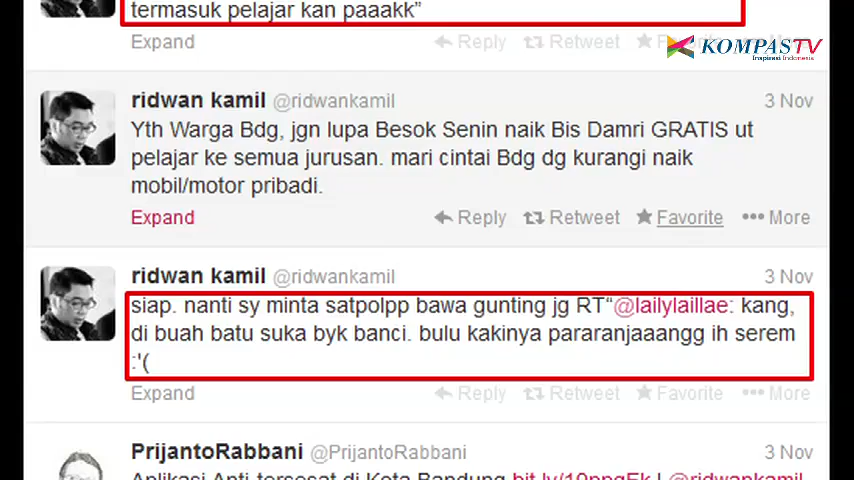 termasuk pelajar kan paaakk"
Expand Reply Retweet Favorite More
KOMPASTV
Inspirasi Indonesia
ridwan kamil @ridwankamil 3 Nov
Yth Warga Bdg, jgn lupa Besok Senin naik Bis Damri GRATIS ut
pelajar ke semua jurusan. mari cintai Bdg dg kurangi naik
mobil/motor pribadi.
Expand Reply Retweet Favorite More
ridwan kamil @ridwankamil 3 Nov
siap. nanti sy minta satpolpp bawa gunting jg RT“@lailylaillae: kang,
di buah batu suka byk banci. bulu kakinya pararanjaaangg ih serem
:'(
Expand Reply Retweet Favorite More
PrijantoRabbani @PrijantoRabbani 3 Nov
Aplikasi Anti-tersesat di Kota Bandung bit.ly/10ppgEk | @ridwankamil